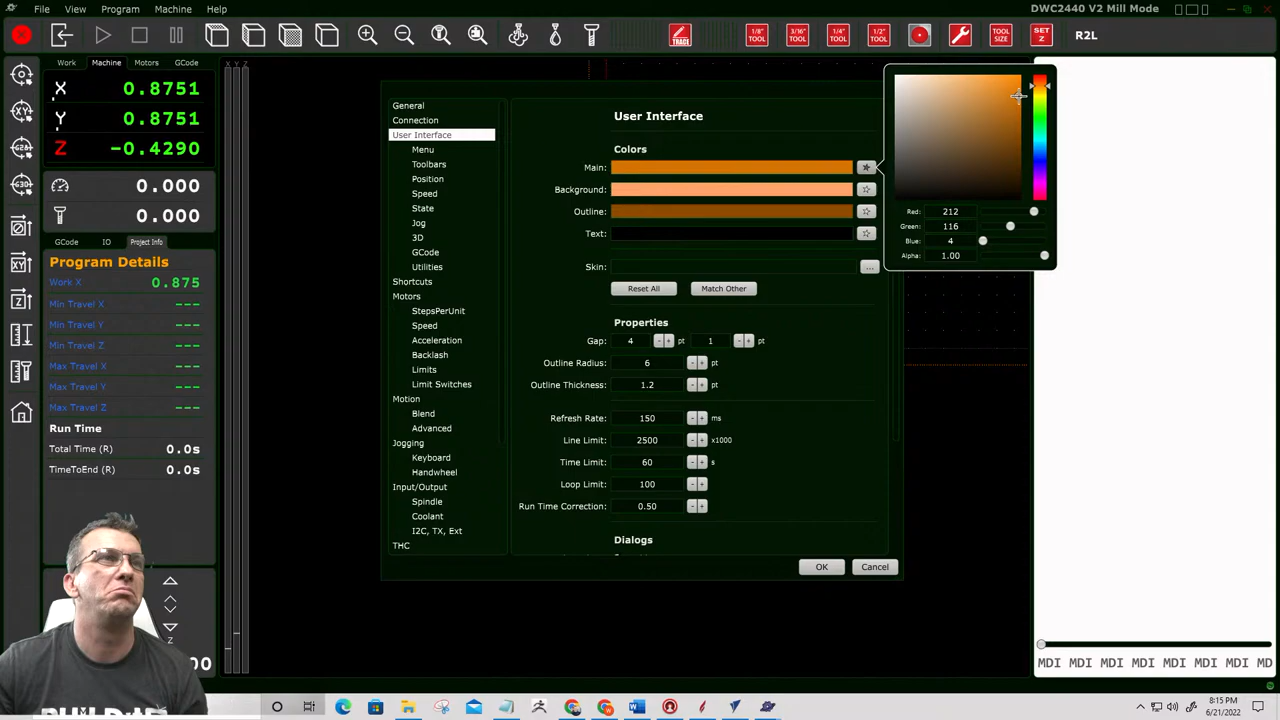 File View Program Machine Help
DWC2440 V2 Mill Mode
TRACE
1/8" TOOL
3/16" TOOL
1/4" TOOL
1/2" TOOL
TOOL SIZE
SET Z
R2L
Work Machine Motors GCode
X 0.8751
Y 0.8751
Z -0.4290
0.000
0.000
GCode IO Project Info
Program Details
Work X 0.875
Min Travel X ---
Min Travel Y ---
Min Travel Z ---
Max Travel X ---
Max Travel Y ---
Max Travel Z ---
Run Time
Total Time (R) 0.0s
TimeToEnd (R) 0.0s
Z
X Y Z
General
Connection
User Interface
Menu
Toolbars
Position
Speed
State
Jog
3D
GCode
Utilities
Shortcuts
Motors
StepsPerUnit
Speed
Acceleration
Backlash
Limits
Limit Switches
Motion
Blend
Advanced
Jogging
Keyboard
Handwheel
Input/Output
Spindle
Coolant
I2C, TX, Ext
THC
User Interface
Colors
Main:
Background:
Outline:
Text:
Skin: ...
Reset All Match Other
Properties
Gap: 4 - + pt 1 - + pt
Outline Radius: 6 - + pt
Outline Thickness: 1.2 - + pt
Refresh Rate: 150 - + ms
Line Limit: 2500 - + x1000
Time Limit: 60 - + s
Loop Limit: 100 - +
Run Time Correction: 0.50 - +
Dialogs
OK Cancel
Red: 212
Green: 116
Blue: 4
Alpha: 1.00
MDI MDI MDI MDI MDI MDI MDI MD
8:15 PM
6/21/2022